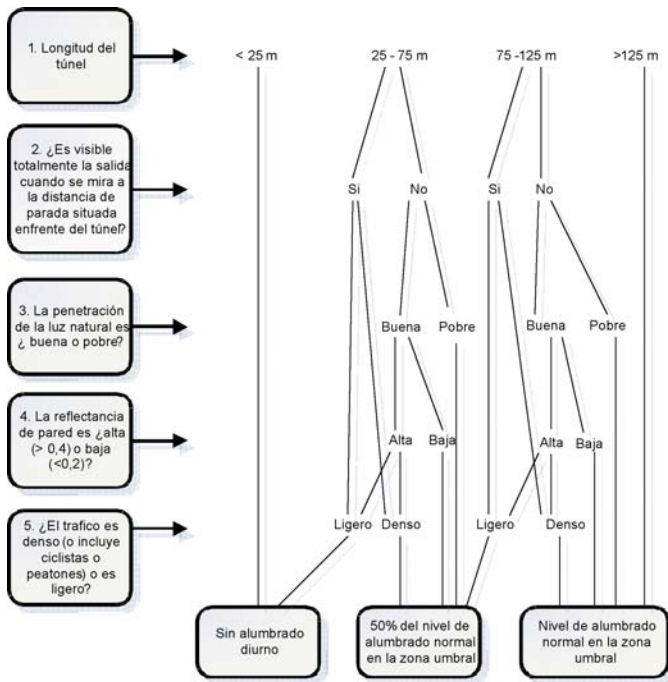 1. Longitud del
túnel
< 25 m
25 - 75 m
75 -125 m
>125 m
2. ¿Es visible
totalmente la salida
cuando se mira a
la distancia de
parada situada
enfrente del túnel?
Si
No
Si
No
3. La penetración
de la luz natural es
¿ buena o pobre?
Buena
Pobre
Buena
Pobre
4. La reflectancia
de pared es ¿alta
(> 0,4) o baja
(<0,2)?
Alta
Baja
Alta
Baja
5. ¿El trafico es
denso (o incluye
ciclistas o
peatones) o es
ligero?
Ligero
Denso
Ligero
Denso
Sin alumbrado
diurno
50% del nivel de
alumbrado normal
en la zona umbral
Nivel de alumbrado
normal en la zona
umbral